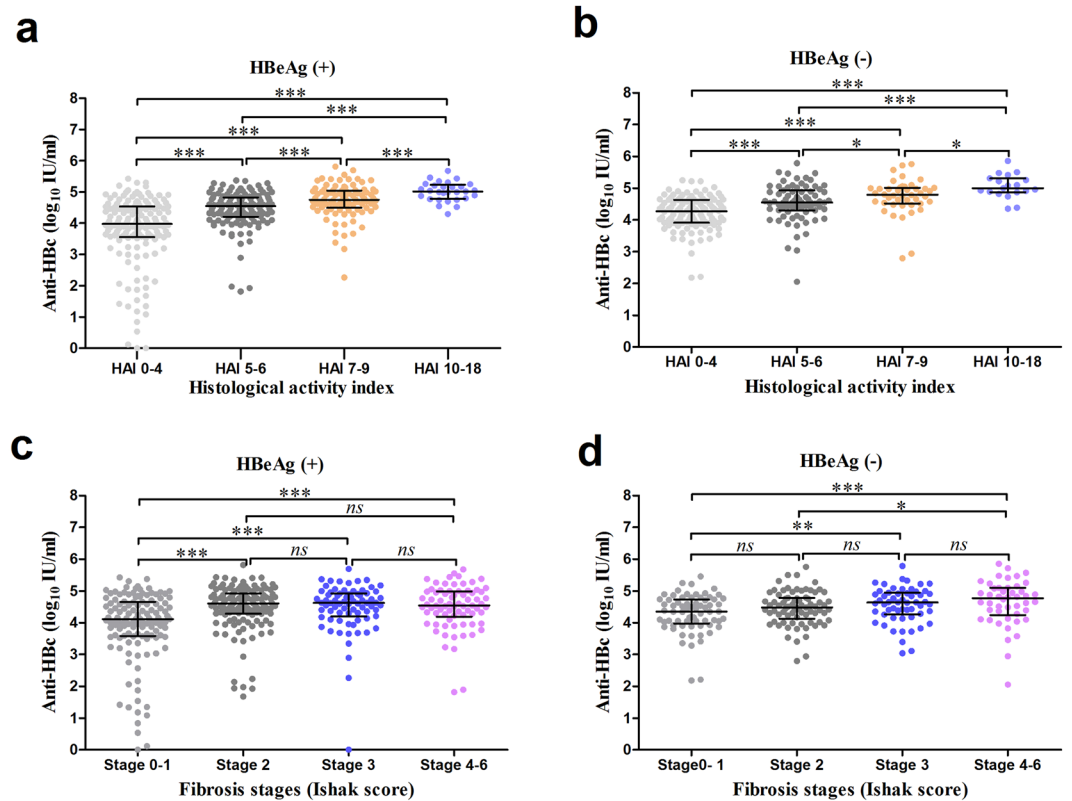 a
HBeAg (+)
***
***
***
***
***
***
Anti-HBc (log10 IU/ml)
8
7
6
5
4
3
2
1
0
HAI 0-4
HAI 5-6
HAI 7-9
HAI 10-18
Histological activity index
b
HBeAg (-)
***
***
***
***
*
*
Anti-HBc (log10 IU/ml)
8
7
6
5
4
3
2
1
0
HAI 0-4
HAI 5-6
HAI 7-9
HAI 10-18
Histological activity index
c
HBeAg (+)
***
ns
***
***
ns
ns
Anti-HBc (log10 IU/ml)
8
7
6
5
4
3
2
1
0
Stage 0-1
Stage 2
Stage 3
Stage 4-6
Fibrosis stages (Ishak score)
d
HBeAg (-)
***
*
**
ns
ns
ns
Anti-HBc (log10 IU/ml)
8
7
6
5
4
3
2
1
0
Stage0- 1
Stage 2
Stage 3
Stage 4-6
Fibrosis stages (Ishak score)